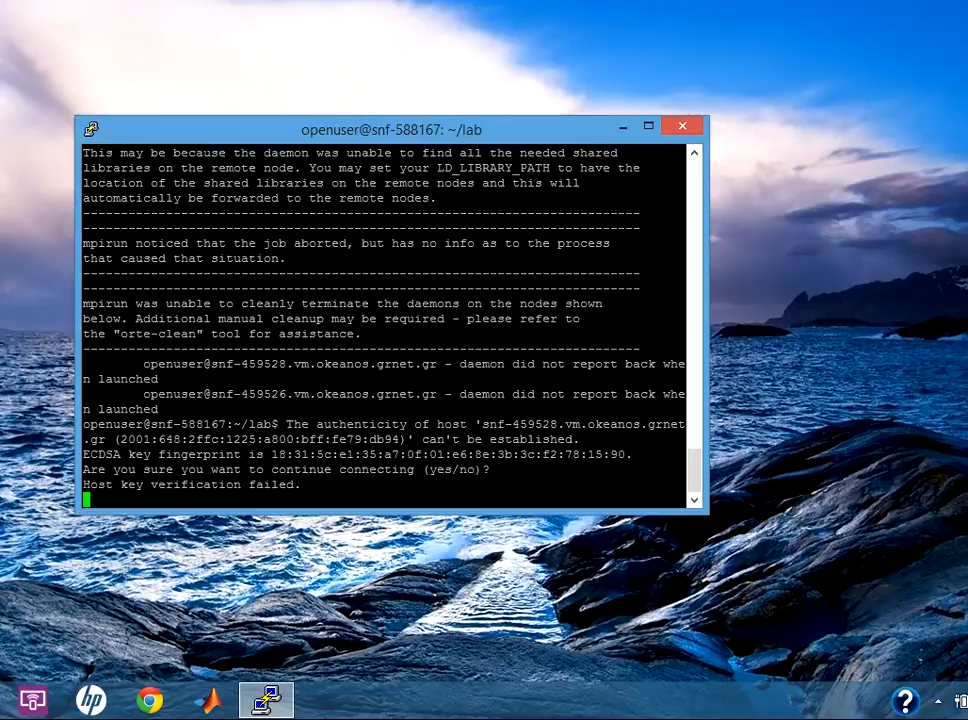 openuser@snf-588167: ~/lab
This may be because the daemon was unable to find all the needed shared
libraries on the remote node. You may set your LD_LIBRARY_PATH to have the
location of the shared libraries on the remote nodes and this will
automatically be forwarded to the remote nodes.
--------------------------------------------------------------------------
--------------------------------------------------------------------------
mpirun noticed that the job aborted, but has no info as to the process
that caused that situation.
--------------------------------------------------------------------------
--------------------------------------------------------------------------
mpirun was unable to cleanly terminate the daemons on the nodes shown
below. Additional manual cleanup may be required - please refer to
the "orte-clean" tool for assistance.
--------------------------------------------------------------------------
openuser@snf-459528.vm.okeanos.grnet.gr - daemon did not report back whe
n launched
openuser@snf-459526.vm.okeanos.grnet.gr - daemon did not report back whe
n launched
openuser@snf-588167:~/lab$ The authenticity of host 'snf-459528.vm.okeanos.grnet
.gr (2001:648:2ffc:1225:a800:bff:fe79:db94)' can't be established.
ECDSA key fingerprint is 18:31:5c:e1:35:a7:0f:01:e6:8e:3b:3c:f2:78:15:90.
Are you sure you want to continue connecting (yes/no)?
Host key verification failed.
hp
?